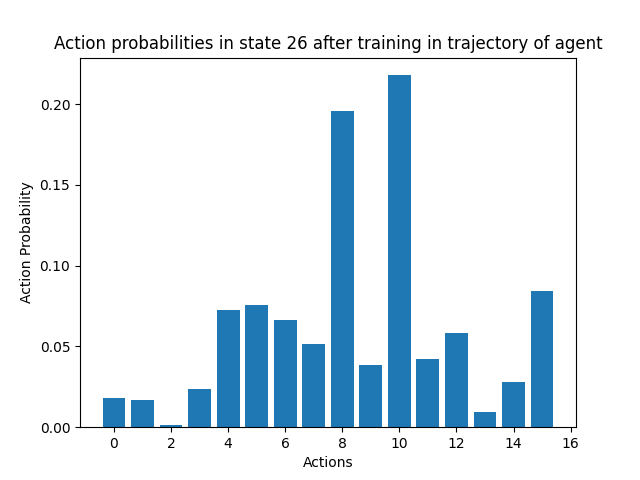 Action probabilities in state 26 after training in trajectory of agent
0.20
0.15
0.10
0.05
0.00
Action Probability
0 2 4 6 8 10 12 14 16
Actions